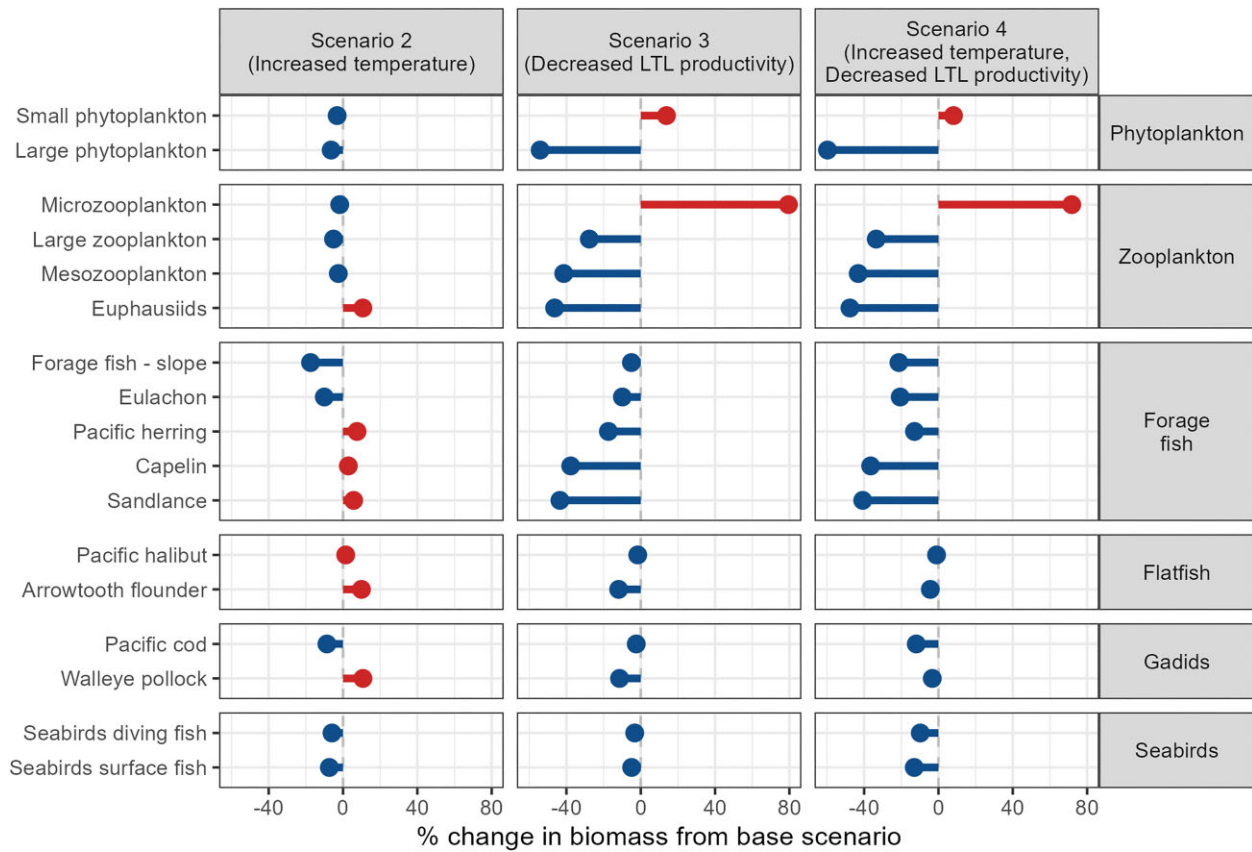 Scenario 2
(Increased temperature)
Scenario 3
(Decreased LTL productivity)
Scenario 4
(Increased temperature,
Decreased LTL productivity)
Small phytoplankton
Large phytoplankton
Phytoplankton
Microzooplankton
Large zooplankton
Mesozooplankton
Euphausiids
Zooplankton
Forage fish - slope
Eulachon
Pacific herring
Capelin
Sandlance
Forage
fish
Pacific halibut
Arrowtooth flounder
Flatfish
Pacific cod
Walleye pollock
Gadids
Seabirds diving fish
Seabirds surface fish
Seabirds
-40 0 40 80 -40 0 40 80 -40 0 40 80
% change in biomass from base scenario